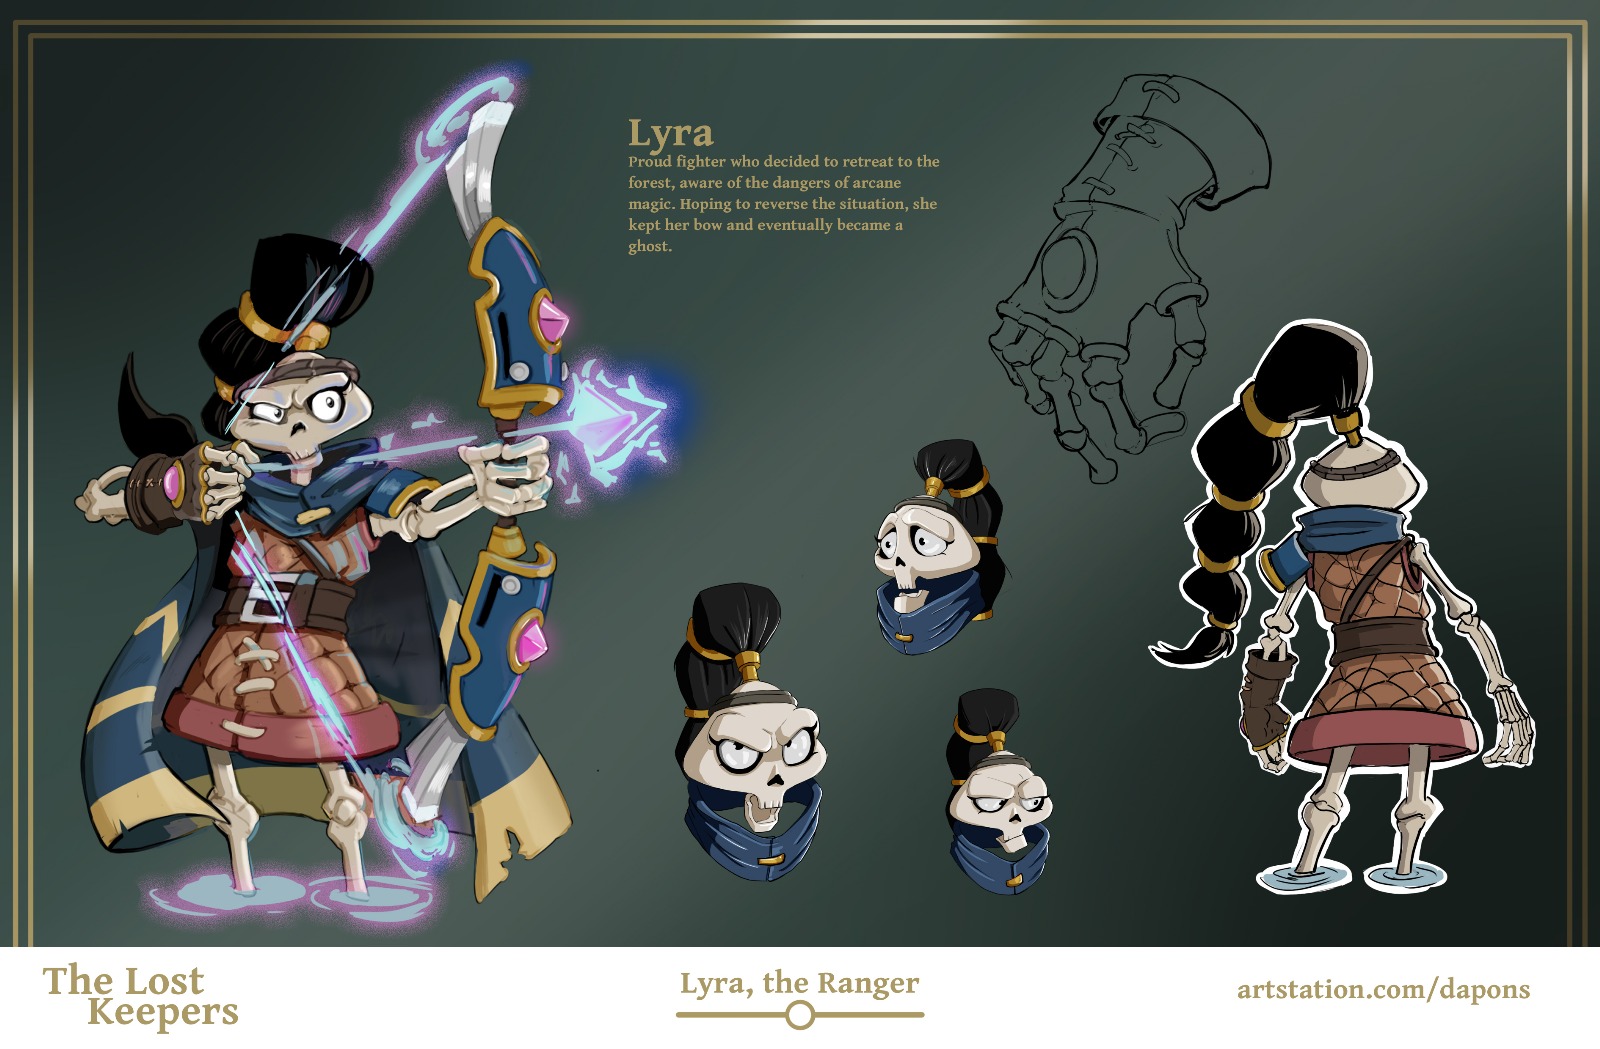 Lyra
Proud fighter who decided to retreat to the
forest, aware of the dangers of arcane
magic. Hoping to reverse the situation, she
kept her bow and eventually became a
ghost.
The Lost
Keepers
Lyra, the Ranger
artstation.com/dapons